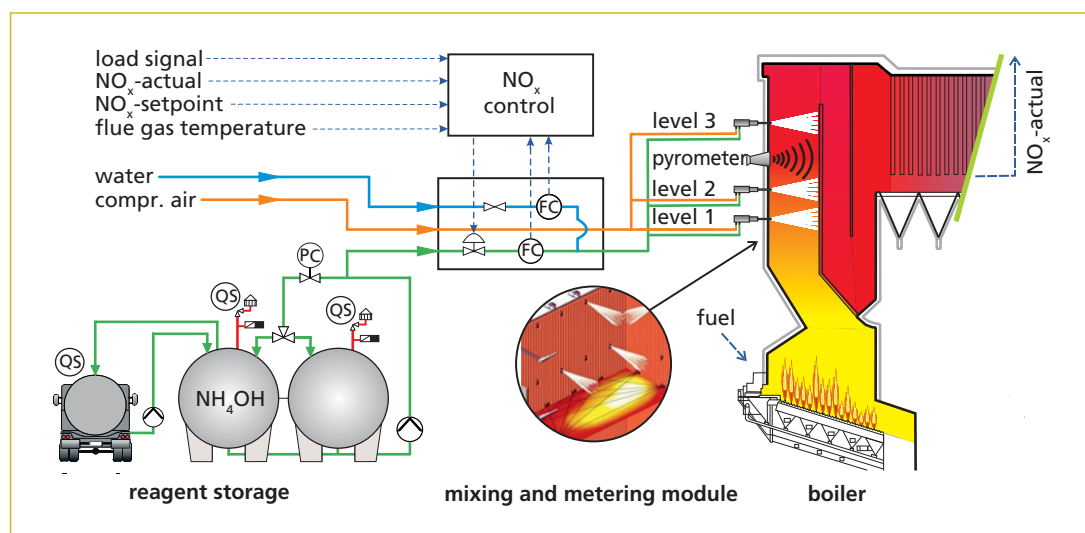 load signal
NOx-actual
NOx-setpoint
flue gas temperature
NOx
control
water
compr. air
FC
FC
PC
QS
QS
QS
NH4OH
level 3
pyrometer
level 2
level 1
NOx-actual
fuel
reagent storage
mixing and metering module
boiler